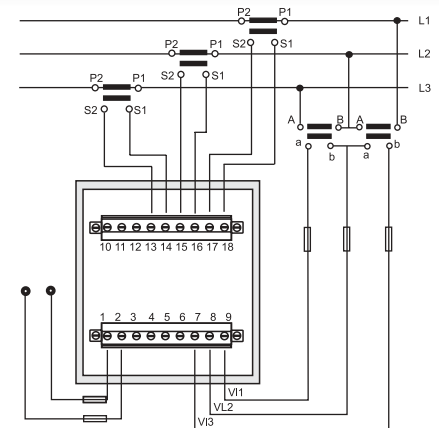 P2 P1 L1
S2 S1
P2 P1 L2
S2 S1
P2 P1 L3
S2 S1
A B A B
a b a b
10 11 12 13 14 15 16 17 18
1 2 3 4 5 6 7 8 9
VI1
VL2
VI3